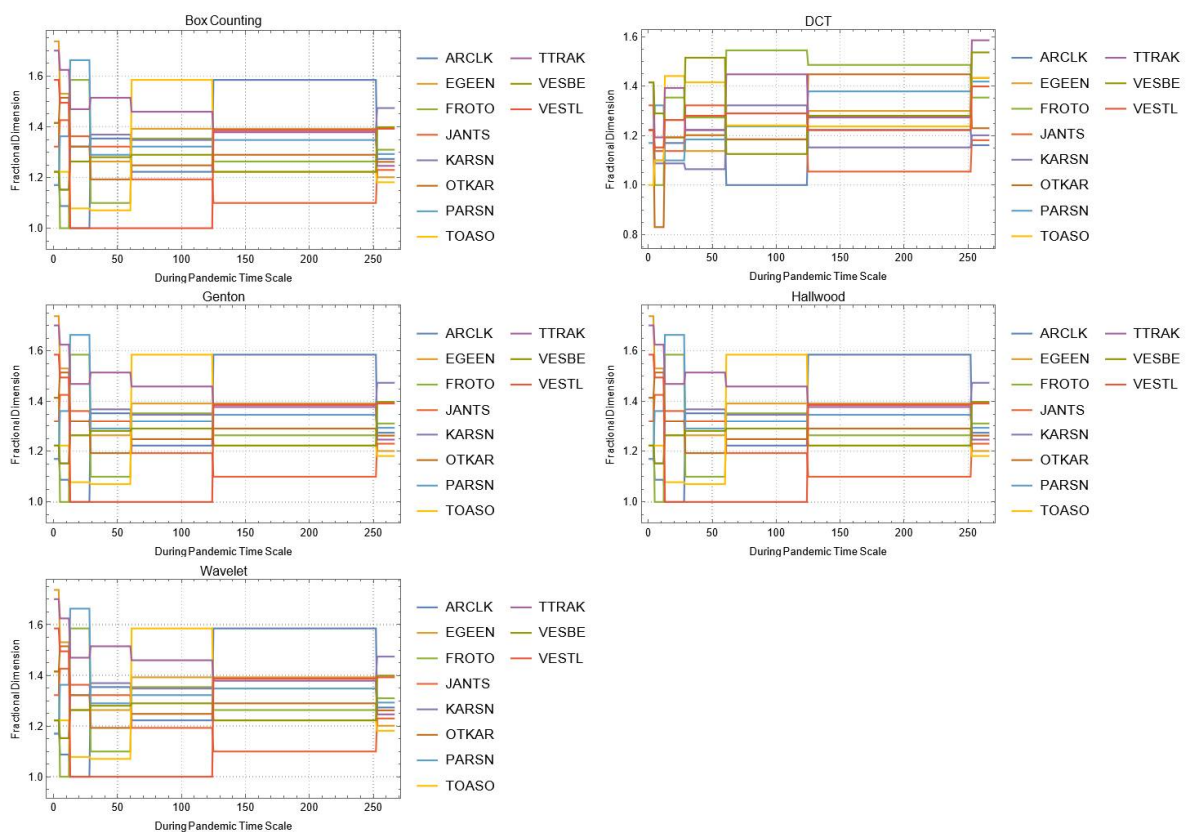 Box Counting
1.6
1.4
1.2
1.0
Fractional Dimension
0 50 100 150 200 250
During Pandemic Time Scale
ARCLK TTRAK
EGEEN VESBE
FROTO VESTL
JANTS
KARSN
OTKAR
PARSN
TOASO
DCT
1.6
1.4
1.2
1.0
0.8
Fractional Dimension
0 50 100 150 200 250
During Pandemic Time Scale
ARCLK TTRAK
EGEEN VESBE
FROTO VESTL
JANTS
KARSN
OTKAR
PARSN
TOASO
Genton
1.6
1.4
1.2
1.0
Fractional Dimension
0 50 100 150 200 250
During Pandemic Time Scale
ARCLK TTRAK
EGEEN VESBE
FROTO VESTL
JANTS
KARSN
OTKAR
PARSN
TOASO
Hallwood
1.6
1.4
1.2
1.0
Fractional Dimension
0 50 100 150 200 250
During Pandemic Time Scale
ARCLK TTRAK
EGEEN VESBE
FROTO VESTL
JANTS
KARSN
OTKAR
PARSN
TOASO
Wavelet
1.6
1.4
1.2
1.0
Fractional Dimension
0 50 100 150 200 250
During Pandemic Time Scale
ARCLK TTRAK
EGEEN VESBE
FROTO VESTL
JANTS
KARSN
OTKAR
PARSN
TOASO